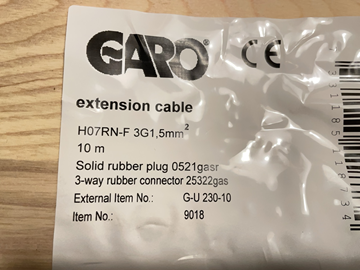 GARO® CE
extension cable
H07RN-F 3G1,5mm²
10 m
Solid rubber plug 0521gasr
3-way rubber connector 25322gas
External Item No.: G-U 230-10
Item No.: 9018